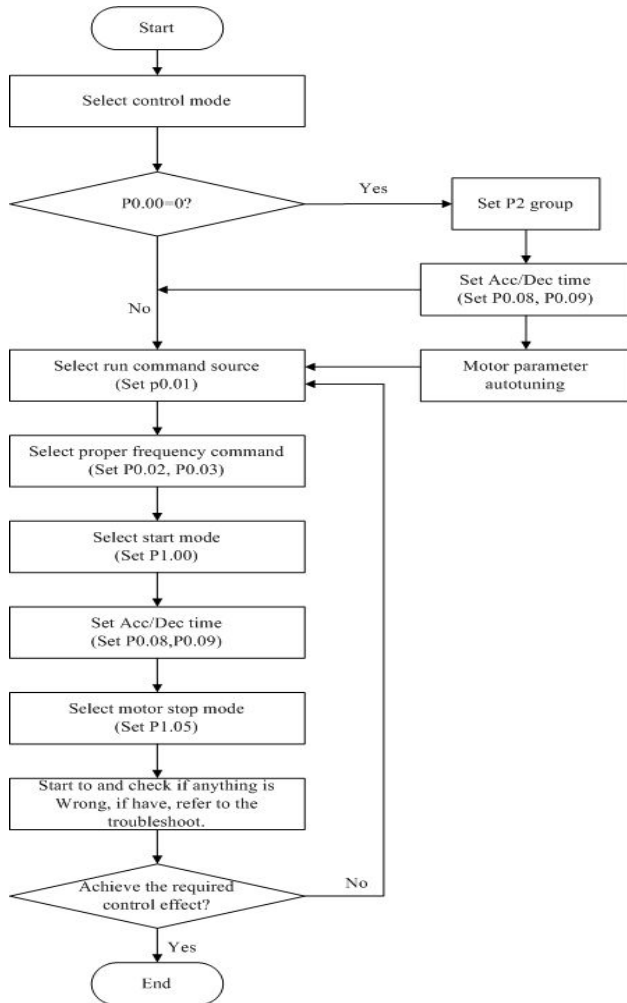 Start
Select control mode
P0.00=0?
Yes
Set P2 group
Set Acc/Dec time
(Set P0.08, P0.09)
No
Motor parameter
autotuning
Select run command source
(Set p0.01)
Select proper frequency command
(Set P0.02, P0.03)
Select start mode
(Set P1.00)
Set Acc/Dec time
(Set P0.08,P0.09)
Select motor stop mode
(Set P1.05)
Start to and check if anything is
Wrong, if have, refer to the
troubleshoot.
Achieve the required
control effect?
No
Yes
End